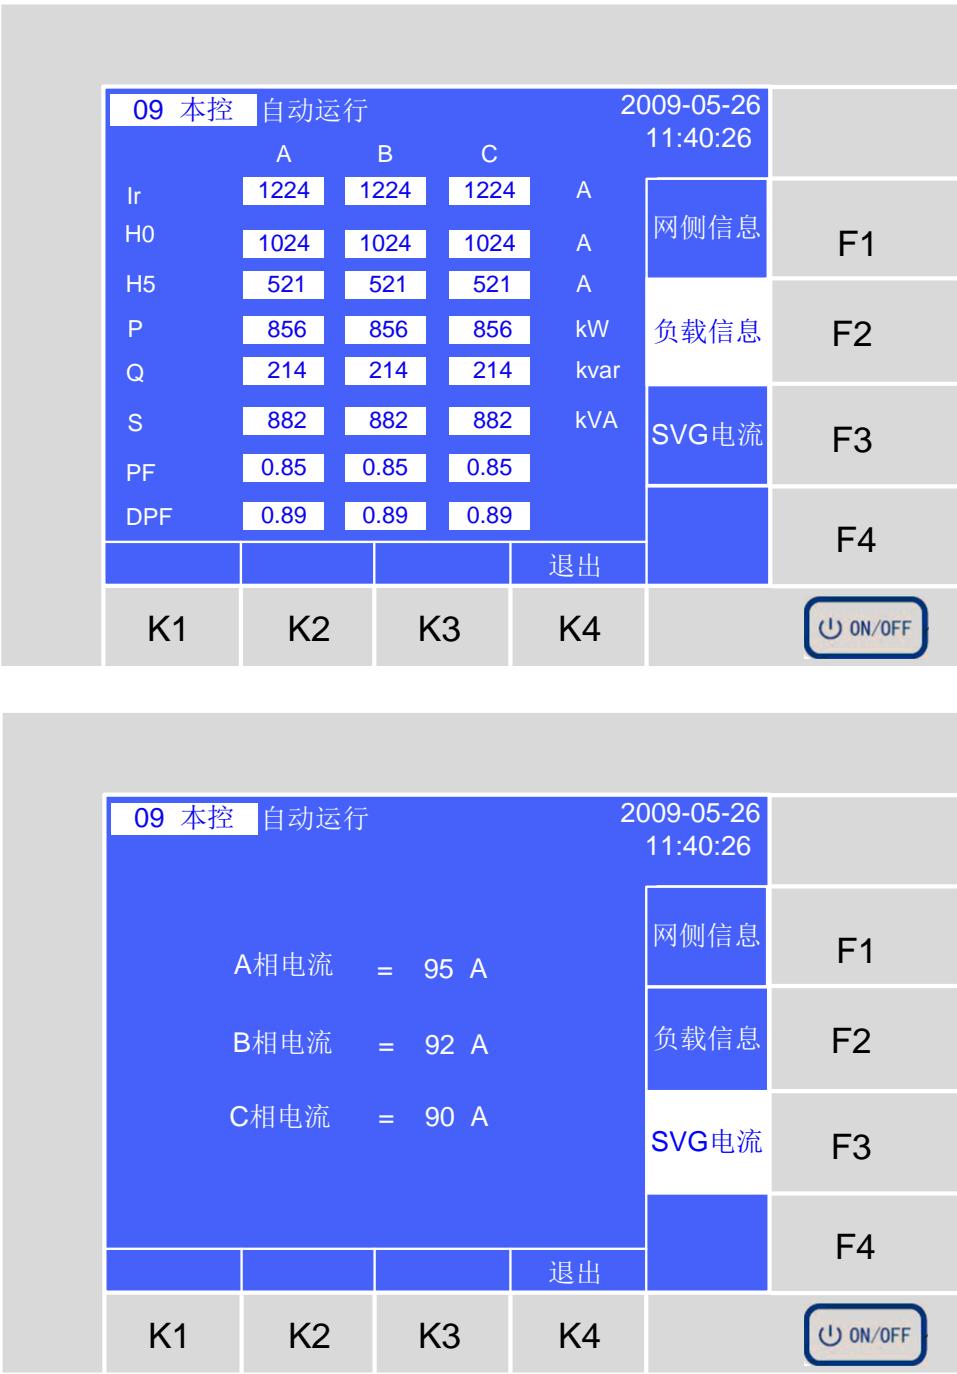 09 本控 自动运行 2009-05-26
11:40:26
A B C
Ir 1224 1224 1224 A
网侧信息 F1
H0 1024 1024 1024 A
H5 521 521 521 A
P 856 856 856 kW
负载信息 F2
Q 214 214 214 kvar
S 882 882 882 kVA
SVG电流 F3
PF 0.85 0.85 0.85
DPF 0.89 0.89 0.89
F4
退出
K1 K2 K3 K4 ON/OFF
09 本控 自动运行 2009-05-26
11:40:26
网侧信息 F1
A相电流 = 95 A
负载信息 F2
B相电流 = 92 A
C相电流 = 90 A
SVG电流 F3
F4
退出
K1 K2 K3 K4 ON/OFF